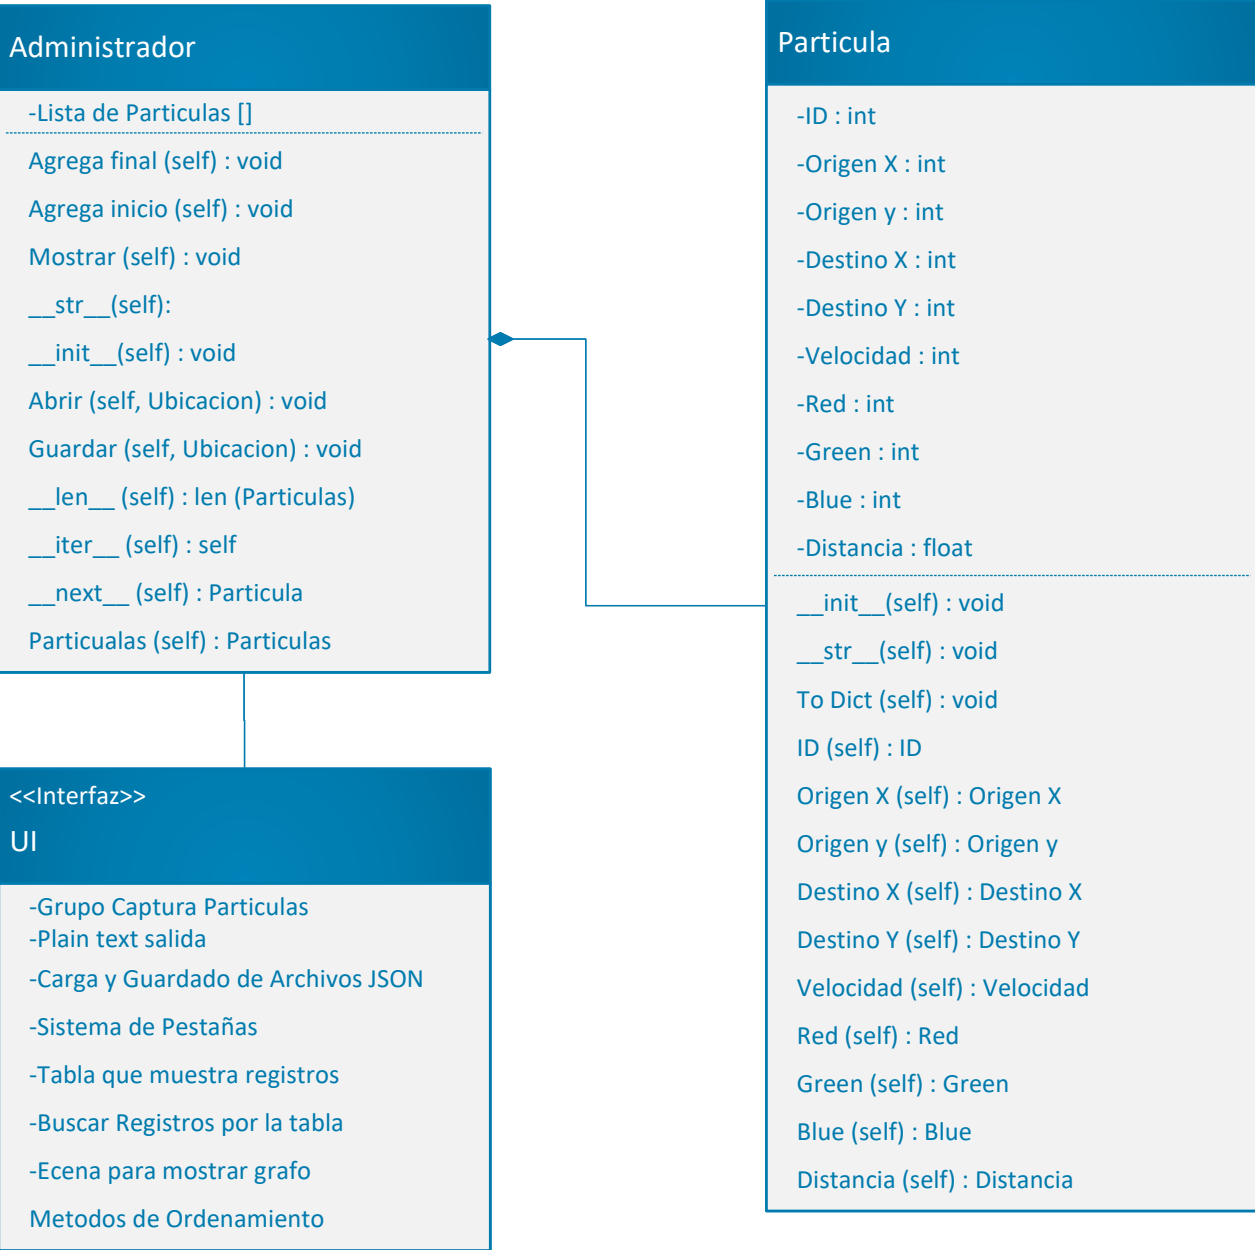 Administrador
-Lista de Particulas []
Agrega final (self) : void
Agrega inicio (self) : void
Mostrar (self) : void
__str__(self):
__init__(self) : void
Abrir (self, Ubicacion) : void
Guardar (self, Ubicacion) : void
__len__ (self) : len (Particulas)
__iter__ (self) : self
__next__ (self) : Particula
Particualas (self) : Particulas
<<Interfaz>>
UI
-Grupo Captura Particulas
-Plain text salida
-Carga y Guardado de Archivos JSON
-Sistema de Pestañas
-Tabla que muestra registros
-Buscar Registros por la tabla
-Ecena para mostrar grafo
Metodos de Ordenamiento
Particula
-ID : int
-Origen X : int
-Origen y : int
-Destino X : int
-Destino Y : int
-Velocidad : int
-Red : int
-Green : int
-Blue : int
-Distancia : float
__init__(self) : void
__str__(self) : void
To Dict (self) : void
ID (self) : ID
Origen X (self) : Origen X
Origen y (self) : Origen y
Destino X (self) : Destino X
Destino Y (self) : Destino Y
Velocidad (self) : Velocidad
Red (self) : Red
Green (self) : Green
Blue (self) : Blue
Distancia (self) : Distancia